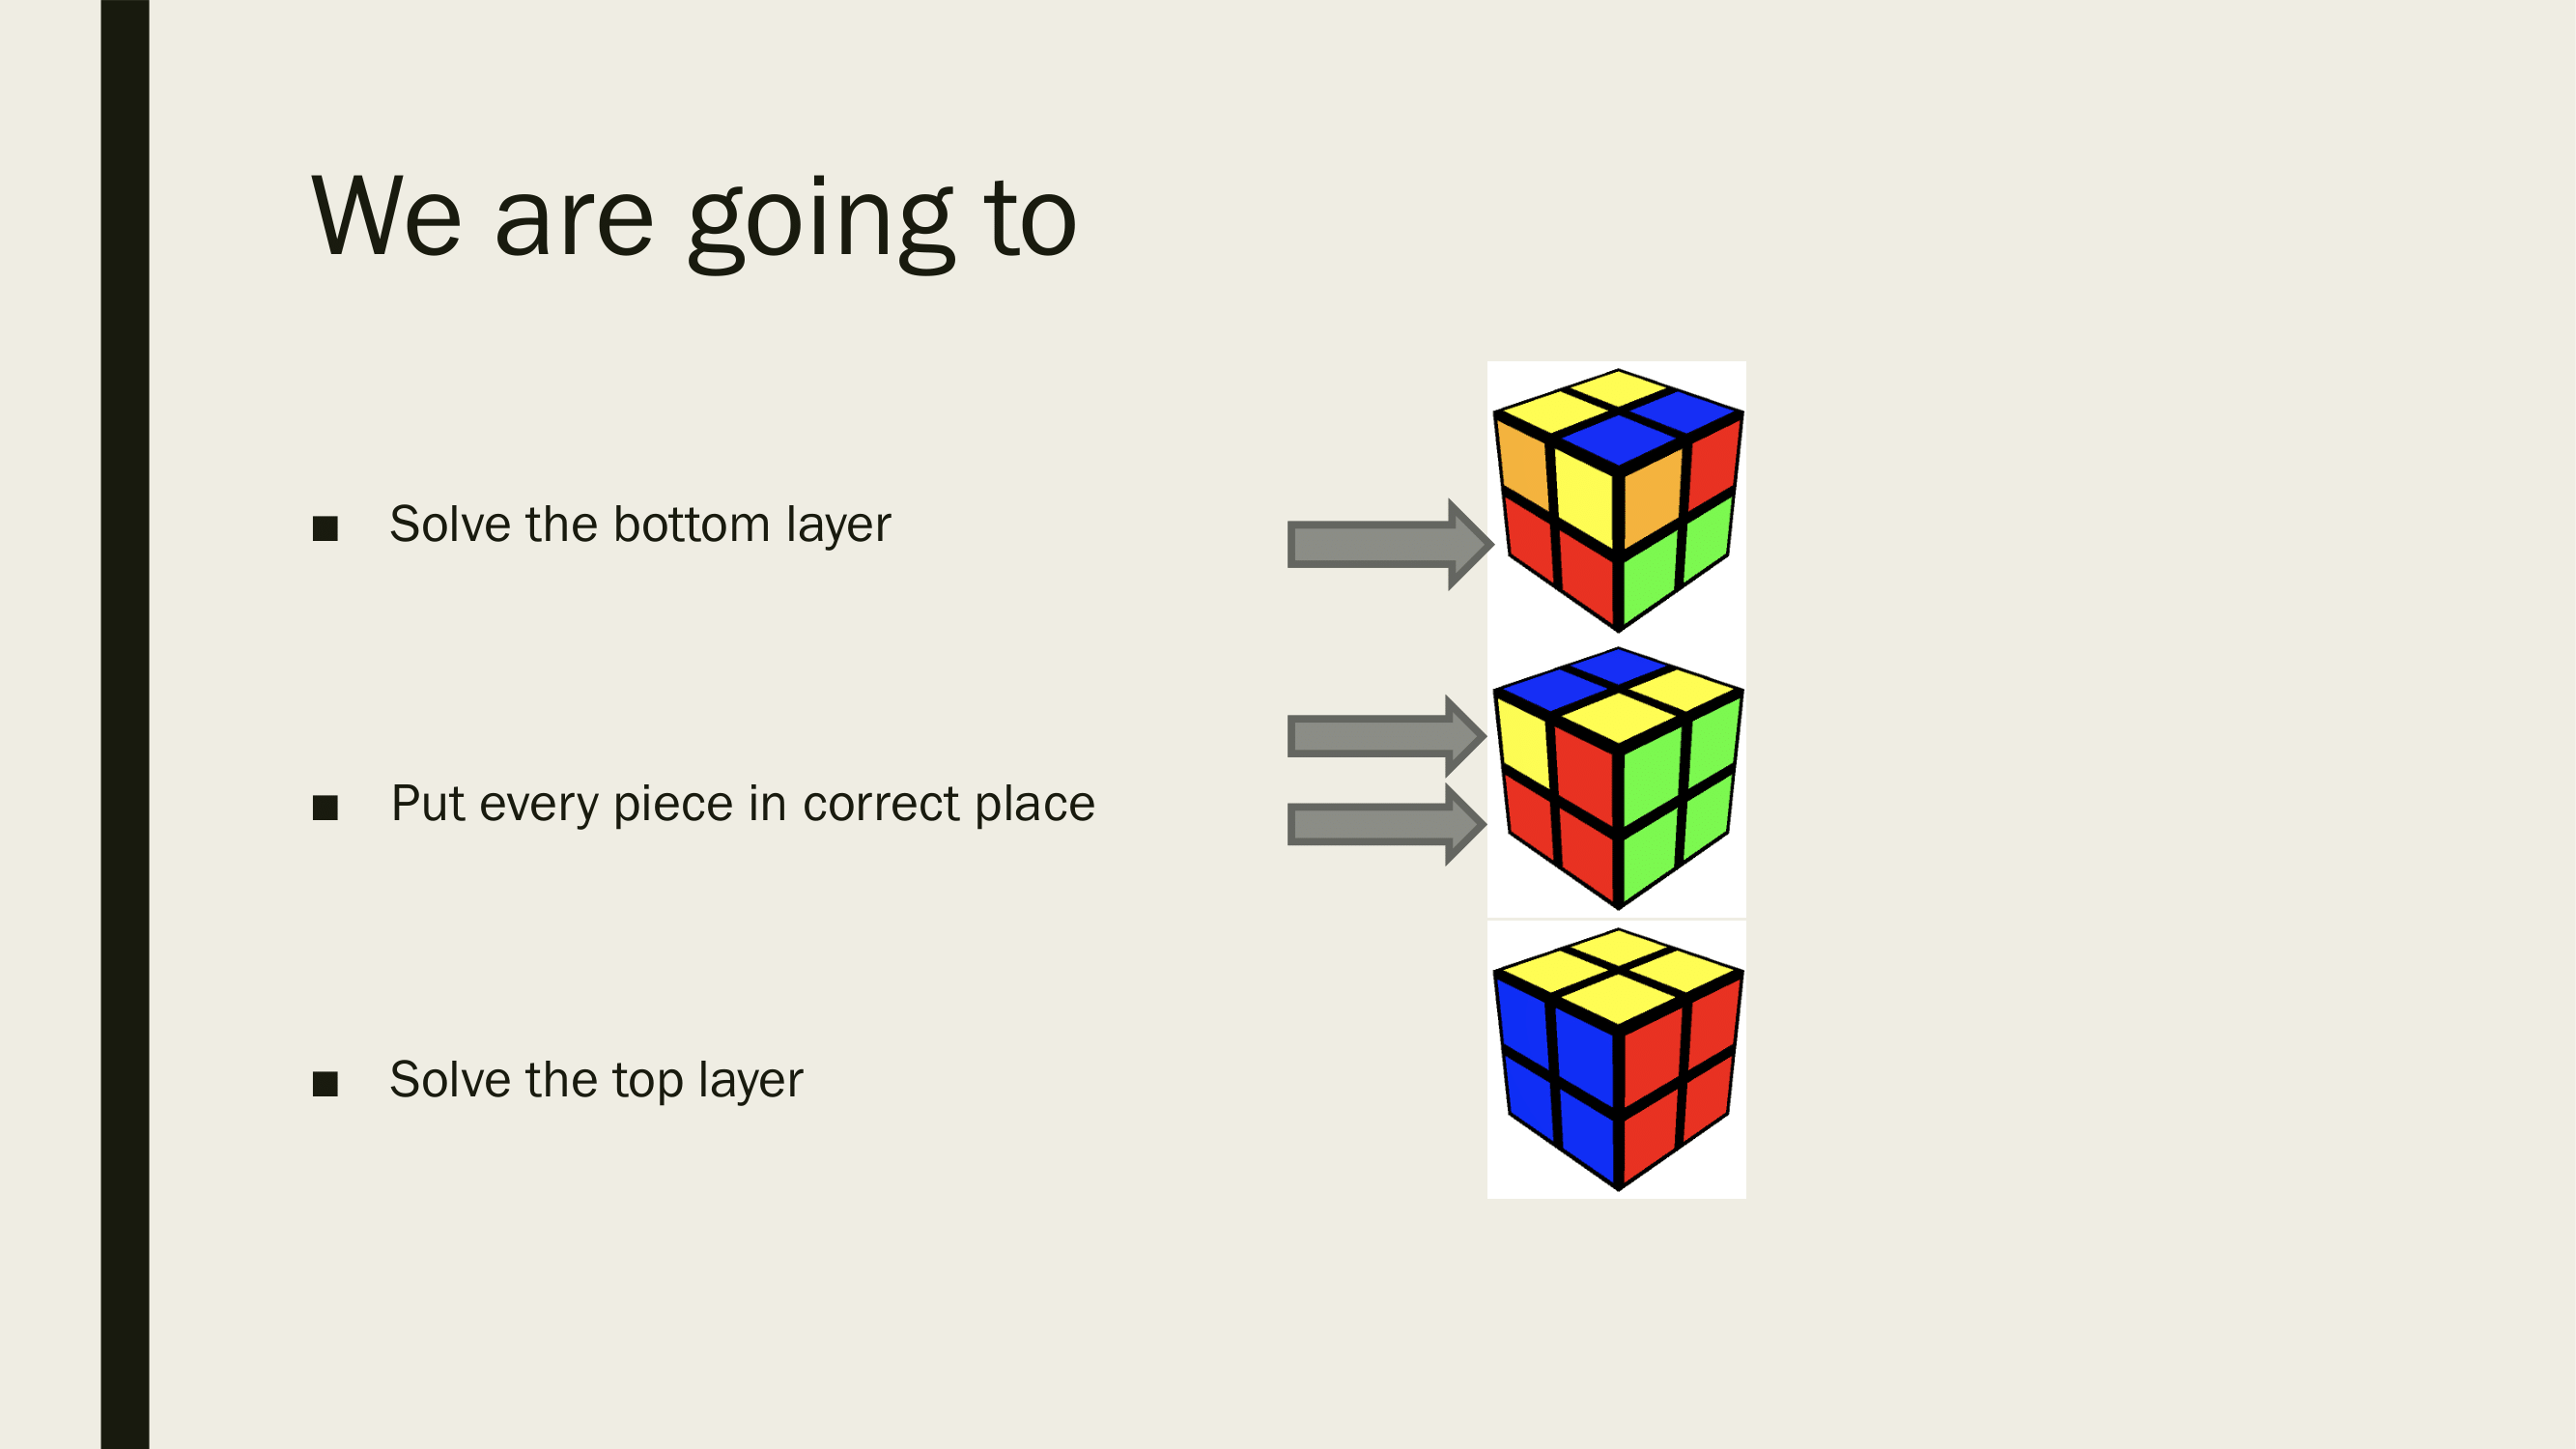 We are going to
■ Solve the bottom layer
■ Put every piece in correct place
■ Solve the top layer